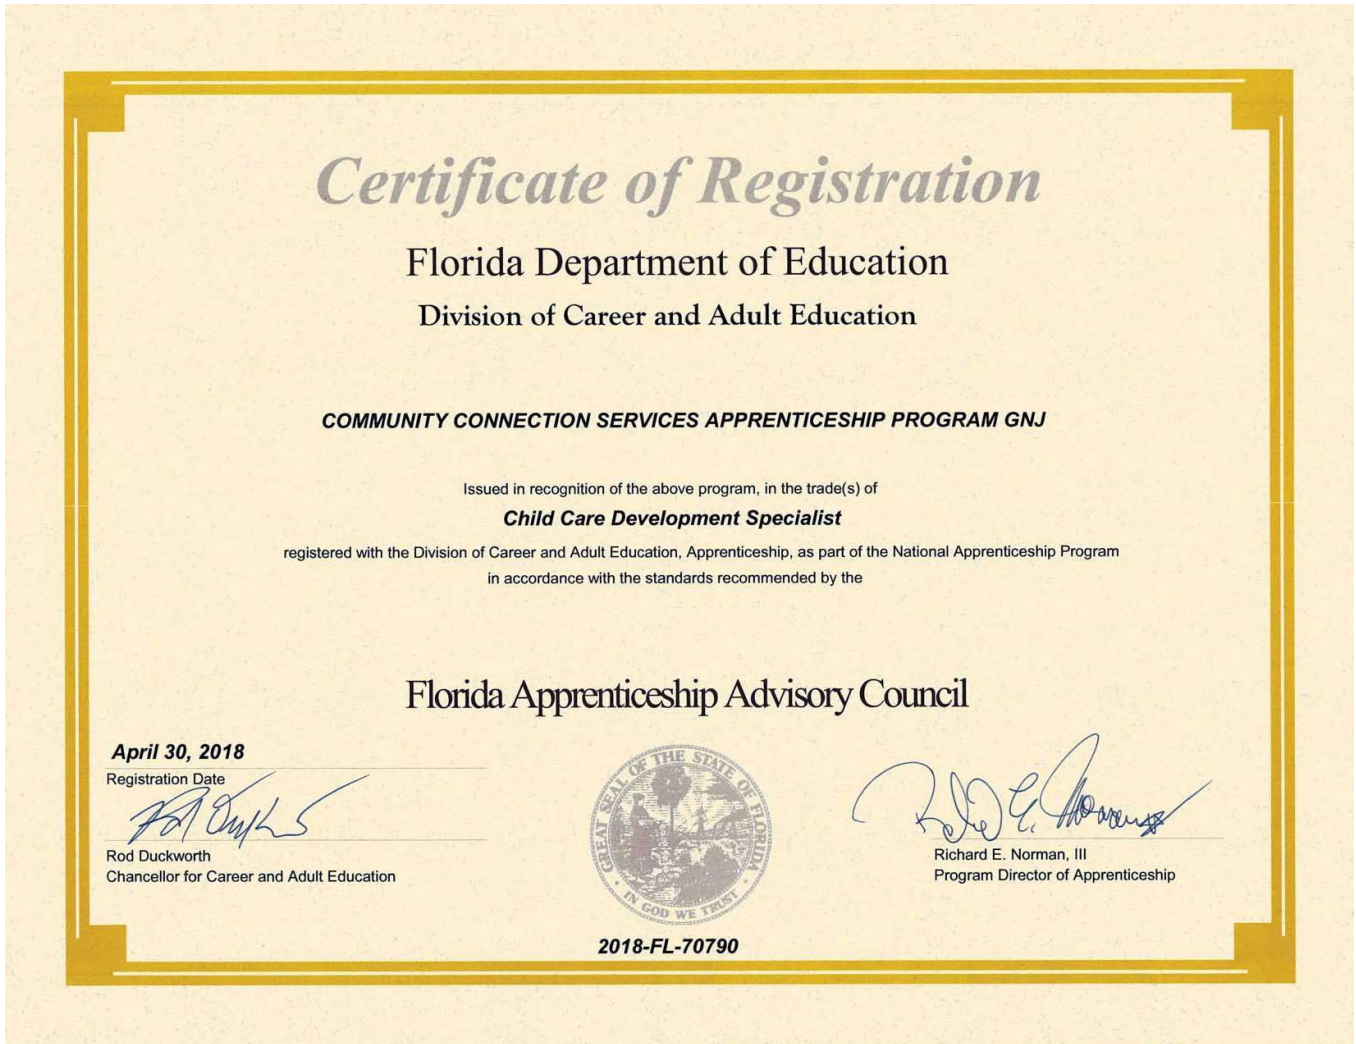 Certificate of Registration
Florida Department of Education
Division of Career and Adult Education
COMMUNITY CONNECTION SERVICES APPRENTICESHIP PROGRAM GNJ
Issued in recognition of the above program, in the trade(s) of
Child Care Development Specialist
registered with the Division of Career and Adult Education, Apprenticeship, as part of the National Apprenticeship Program
in accordance with the standards recommended by the
Florida Apprenticeship Advisory Council
April 30, 2018
Registration Date
Rod Duckworth
Chancellor for Career and Adult Education
GREAT SEAL OF THE STATE OF FLORIDA
IN GOD WE TRUST
Richard E. Norman, III
Program Director of Apprenticeship
2018-FL-70790